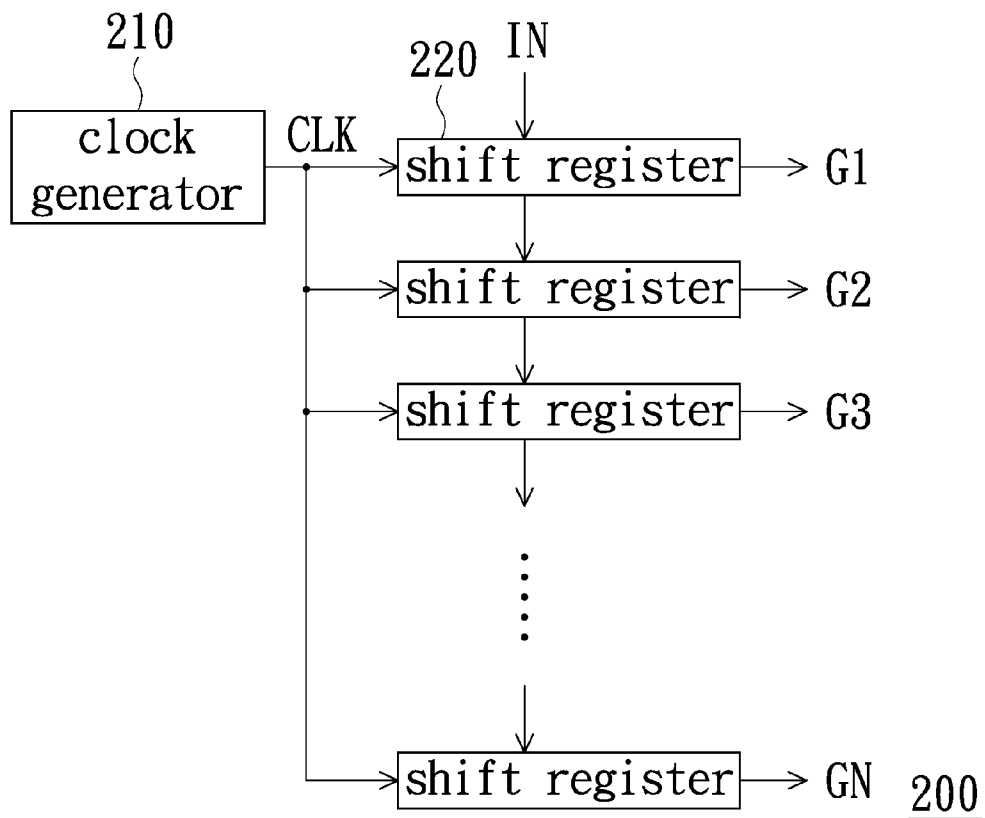 210
IN
220
clock
generator
CLK
shift register
G1
shift register
G2
shift register
G3
shift register
GN
200